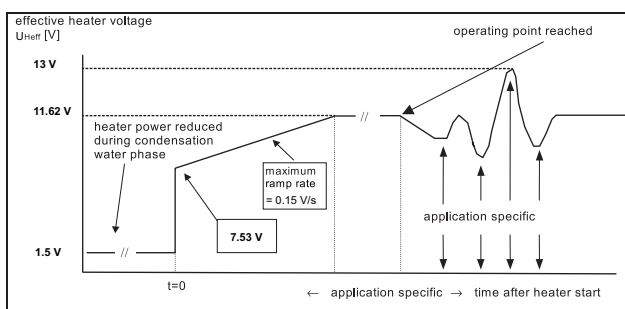 effective heater voltage
UHeff [V]
operating point reached
13 V
11.62 V
heater power reduced
during condensation
water phase
//
maximum
ramp rate
= 0.15 V/s
7.53 V
application specific
1.5 V
//
t=0
← application specific → time after heater start